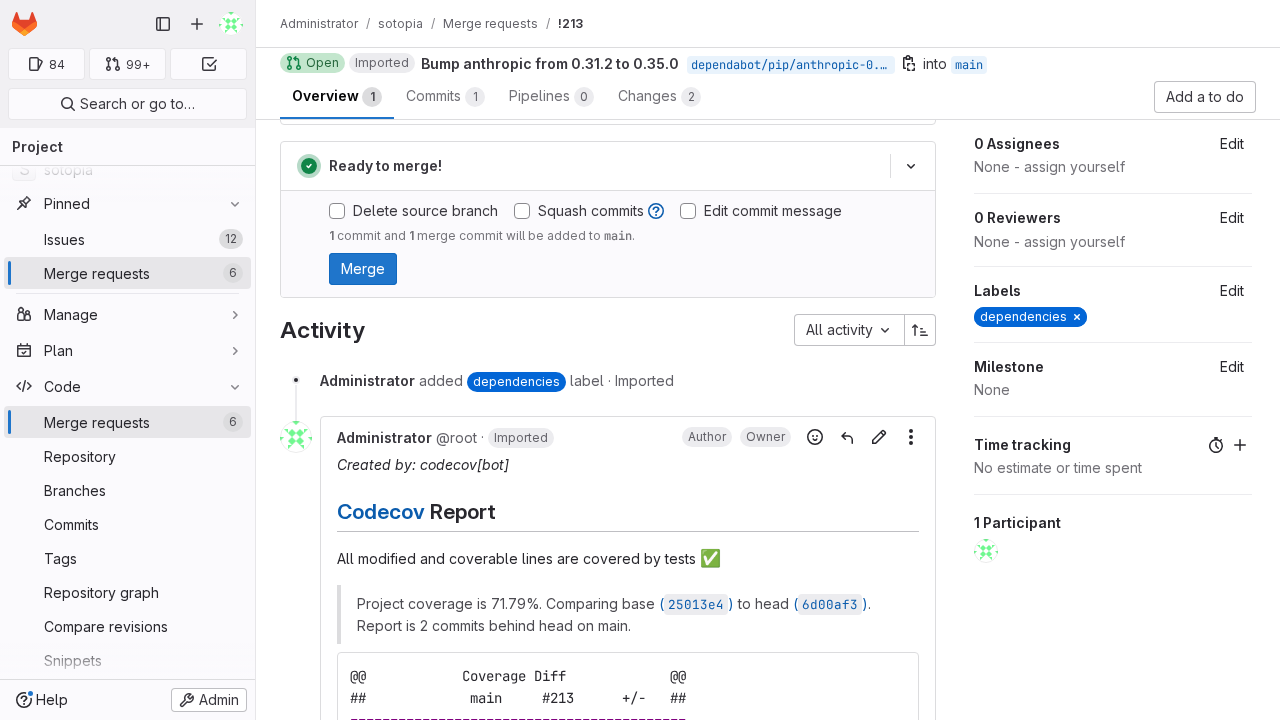 Administrator / sotopia / Merge requests / !213
84
99+
Search or go to…
Project
S sotopia
Pinned
Issues 12
Merge requests 6
Manage
Plan
Code
Merge requests 6
Repository
Branches
Commits
Tags
Repository graph
Compare revisions
Snippets
Help
Admin
Open Imported Bump anthropic from 0.31.2 to 0.35.0 dependabot/pip/anthropic-0.… into main
Overview 1 Commits 1 Pipelines 0 Changes 2
Add a to do
Ready to merge!
Delete source branch Squash commits Edit commit message
1 commit and 1 merge commit will be added to main.
Merge
Activity
All activity
Administrator added dependencies label · Imported
Administrator @root · Imported
Author Owner
Created by: codecov[bot]
Codecov Report
All modified and coverable lines are covered by tests ✅
Project coverage is 71.79%. Comparing base (25013e4) to head (6d00af3).
Report is 2 commits behind head on main.
@@            Coverage Diff             @@
##             main     #213      +/-   ##
==========================================
0 Assignees Edit
None - assign yourself
0 Reviewers Edit
None - assign yourself
Labels Edit
dependencies ×
Milestone Edit
None
Time tracking
No estimate or time spent
1 Participant